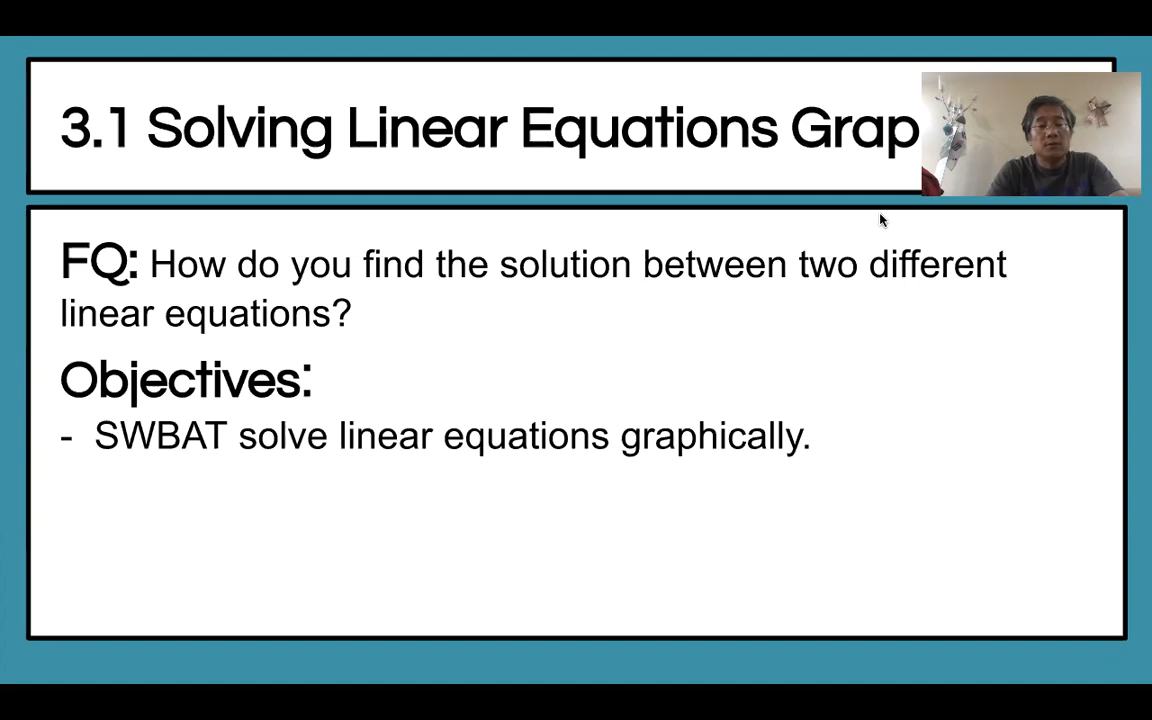 3.1 Solving Linear Equations Grap
FQ: How do you find the solution between two different
linear equations?
Objectives:
- SWBAT solve linear equations graphically.